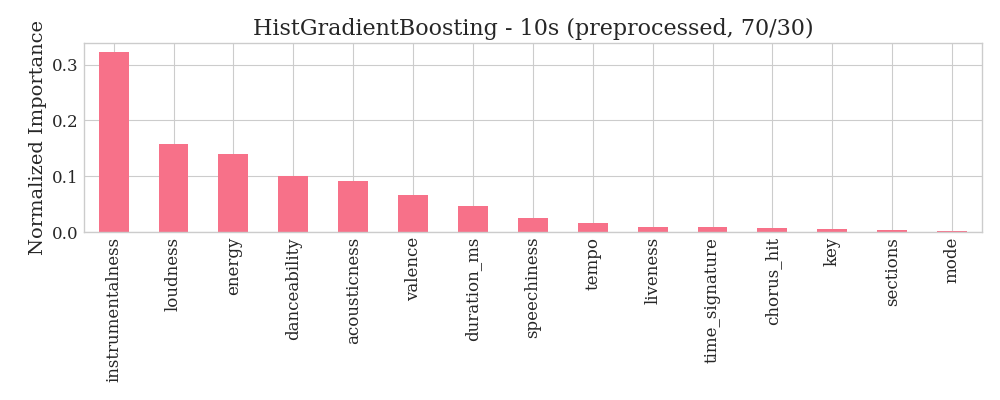 HistGradientBoosting - 10s (preprocessed, 70/30)
Normalized Importance
0.3
0.2
0.1
0.0
instrumentalness
loudness
energy
danceability
acousticness
valence
duration_ms
speechiness
tempo
liveness
time_signature
chorus_hit
key
sections
mode